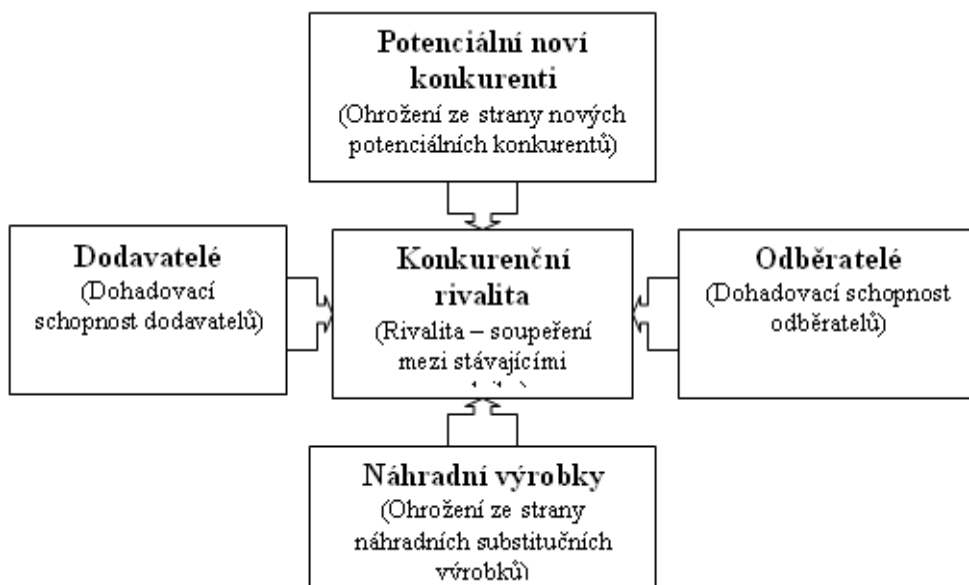 Potenciální noví
konkurenti
(Ohrožení ze strany nových
potenciálních konkurentů)
Dodavatelé
(Dohadovací
schopnost dodavatelů)
Konkurenční
rivalita
(Rivalita – soupeření
mezi stávajícími
Odběratelé
(Dohadovací schopnost
odběratelů)
Náhradní výrobky
(Ohrožení ze strany
náhradních substitučních
výrobků)